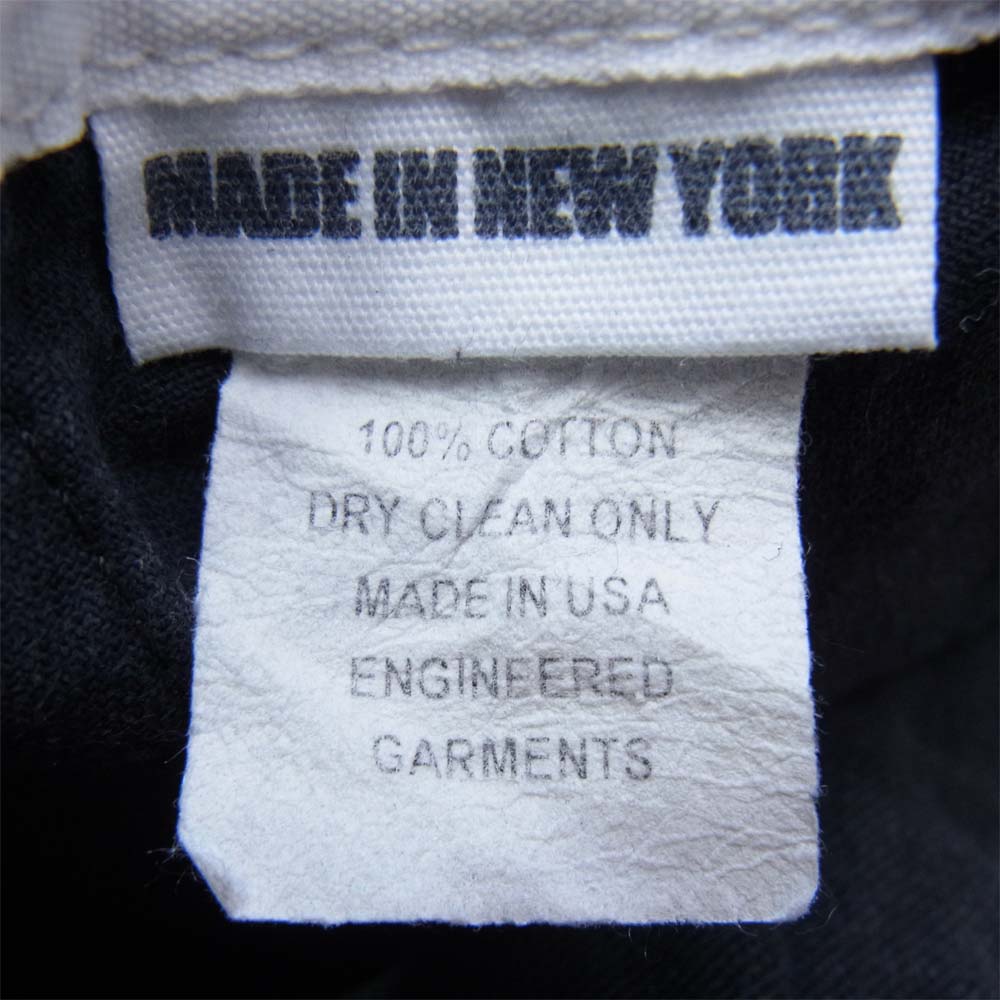 MADE IN NEW YORK
100% COTTON
DRY CLEAN ONLY
MADE IN USA
ENGINEERED
GARMENTS